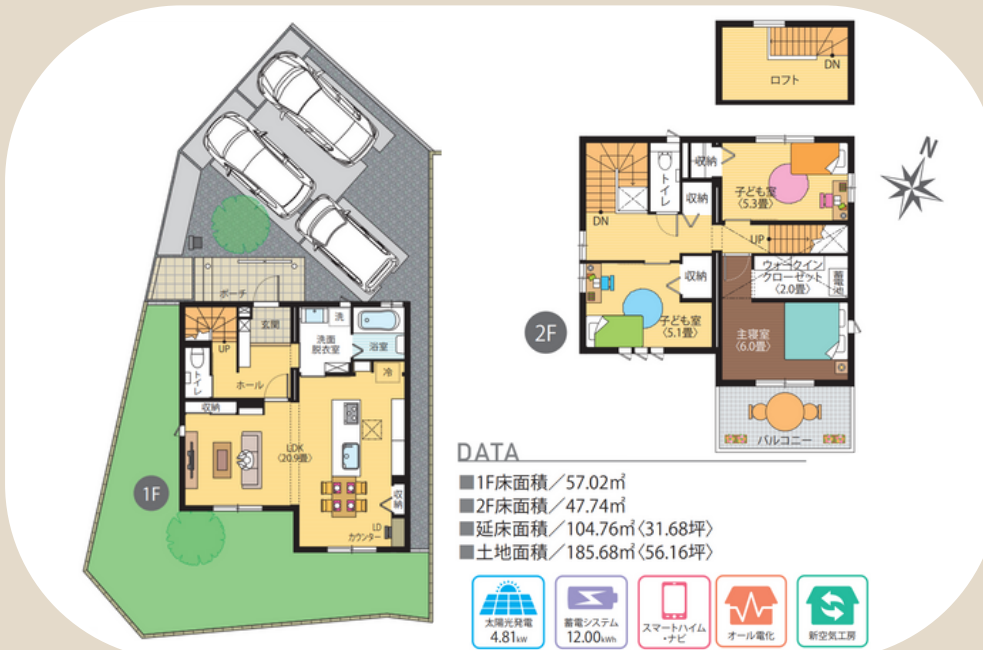 ポーチ
玄関
洗
洗面
脱衣室
浴室
UP
トイレ
ホール
冷
収納
LDK
〈20.9畳〉
収納
LD
カウンター
1F
DN
ロフト
N
トイレ
収納
収納
子ども室
〈5.3畳〉
DN
UP
収納
ウォークイン
クローゼット
〈2.0畳〉
蓄電池
子ども室
〈5.1畳〉
主寝室
〈6.0畳〉
2F
バルコニー
DATA
■1F床面積／57.02㎡
■2F床面積／47.74㎡
■延床面積／104.76㎡〈31.68坪〉
■土地面積／185.68㎡〈56.16坪〉
太陽光発電
4.81kW
蓄電システム
12.00kWh
スマートハイム
・ナビ
オール電化
新空気工房